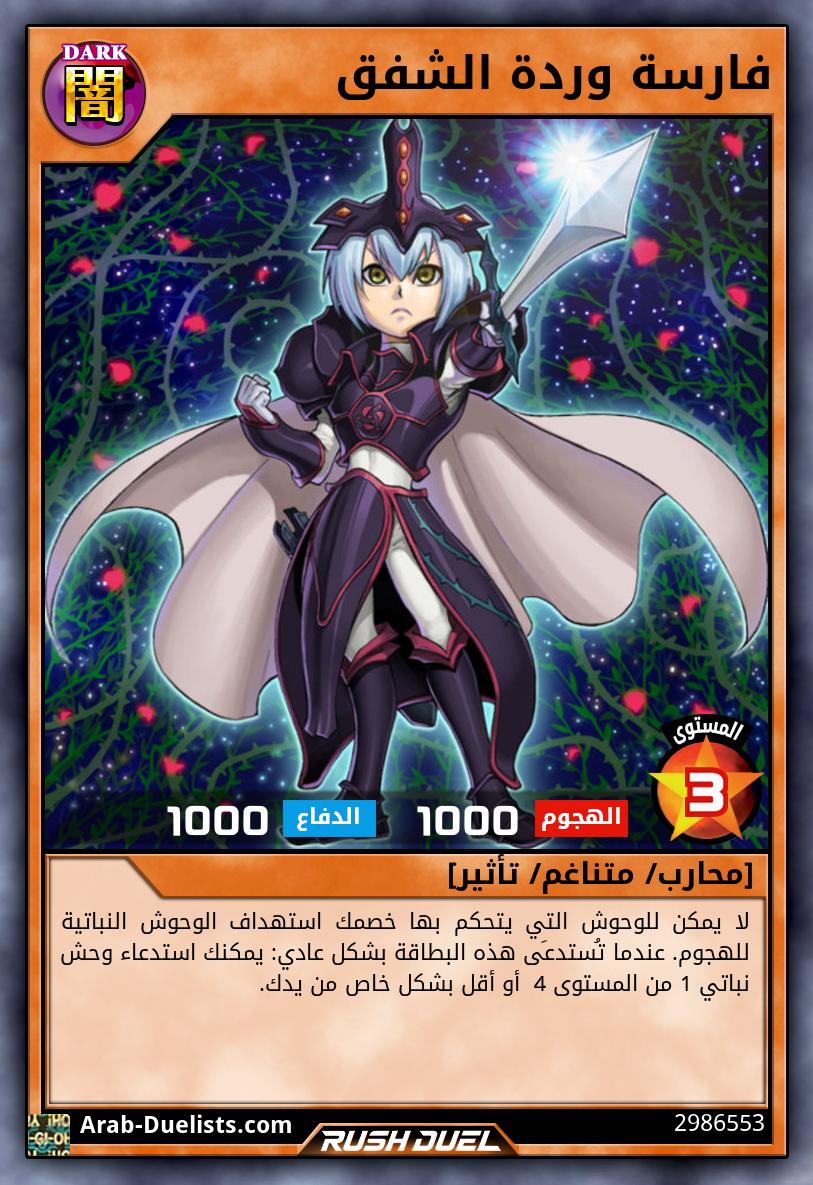 DARK
闇
فارسة وردة الشفق
المستوى
3
الهجوم 1000 الدفاع 1000
[محارب/ متناغم/ تأثير]
لا يمكن للوحوش التي يتحكم بها خصمك استهداف الوحوش النباتية
للهجوم. عندما تُستدعَى هذه البطاقة بشكل عادي: يمكنك استدعاء وحش
نباتي 1 من المستوى 4 أو أقل بشكل خاص من يدك.
Arab-Duelists.com
RUSH DUEL
2986553